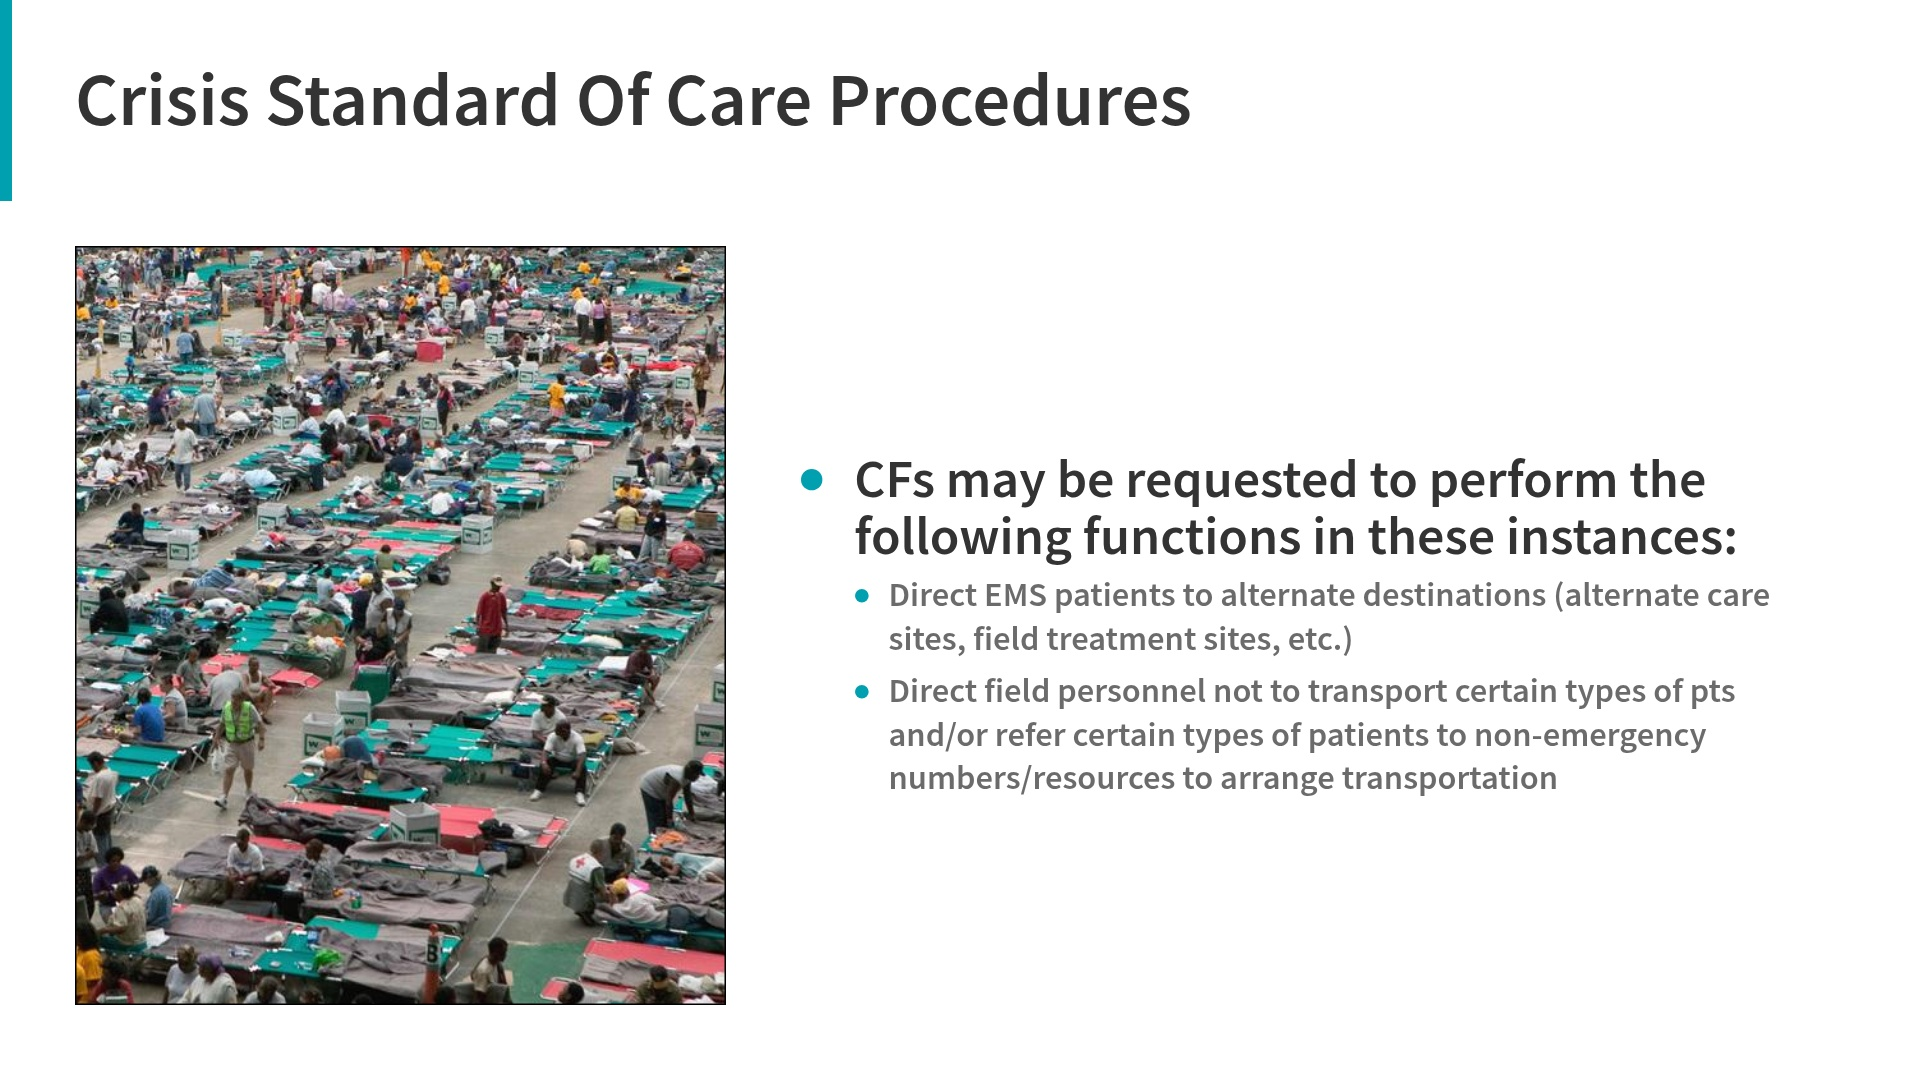 Crisis Standard Of Care Procedures
CFs may be requested to perform the
following functions in these instances:
Direct EMS patients to alternate destinations (alternate care
sites, field treatment sites, etc.)
Direct field personnel not to transport certain types of pts
and/or refer certain types of patients to non-emergency
numbers/resources to arrange transportation
B